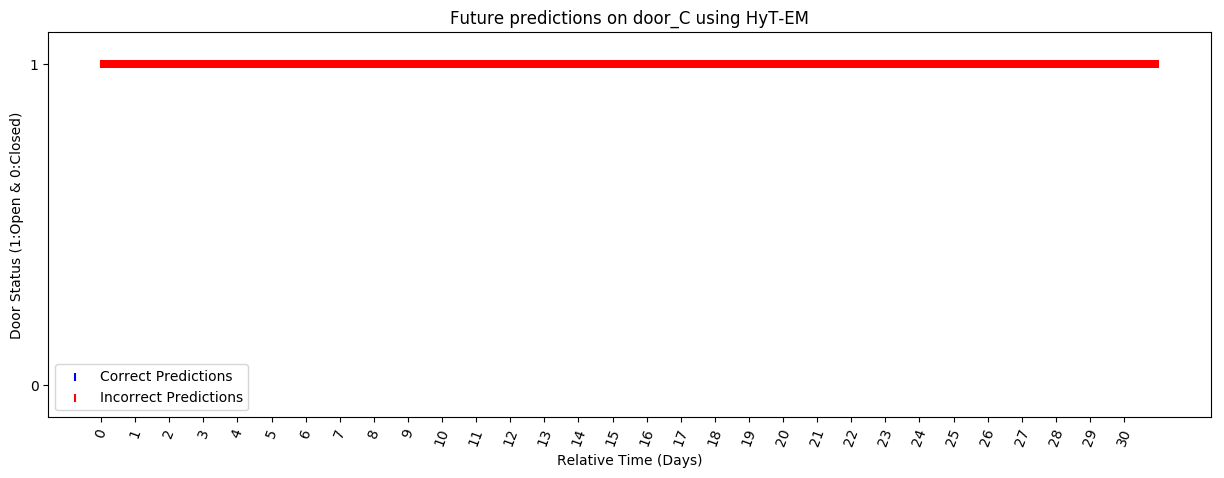 Future predictions on door_C using HyT-EM
Door Status (1:Open & 0:Closed)
1
0
Correct Predictions
Incorrect Predictions
0 1 2 3 4 5 6 7 8 9 10 11 12 13 14 15 16 17 18 19 20 21 22 23 24 25 26 27 28 29 30
Relative Time (Days)